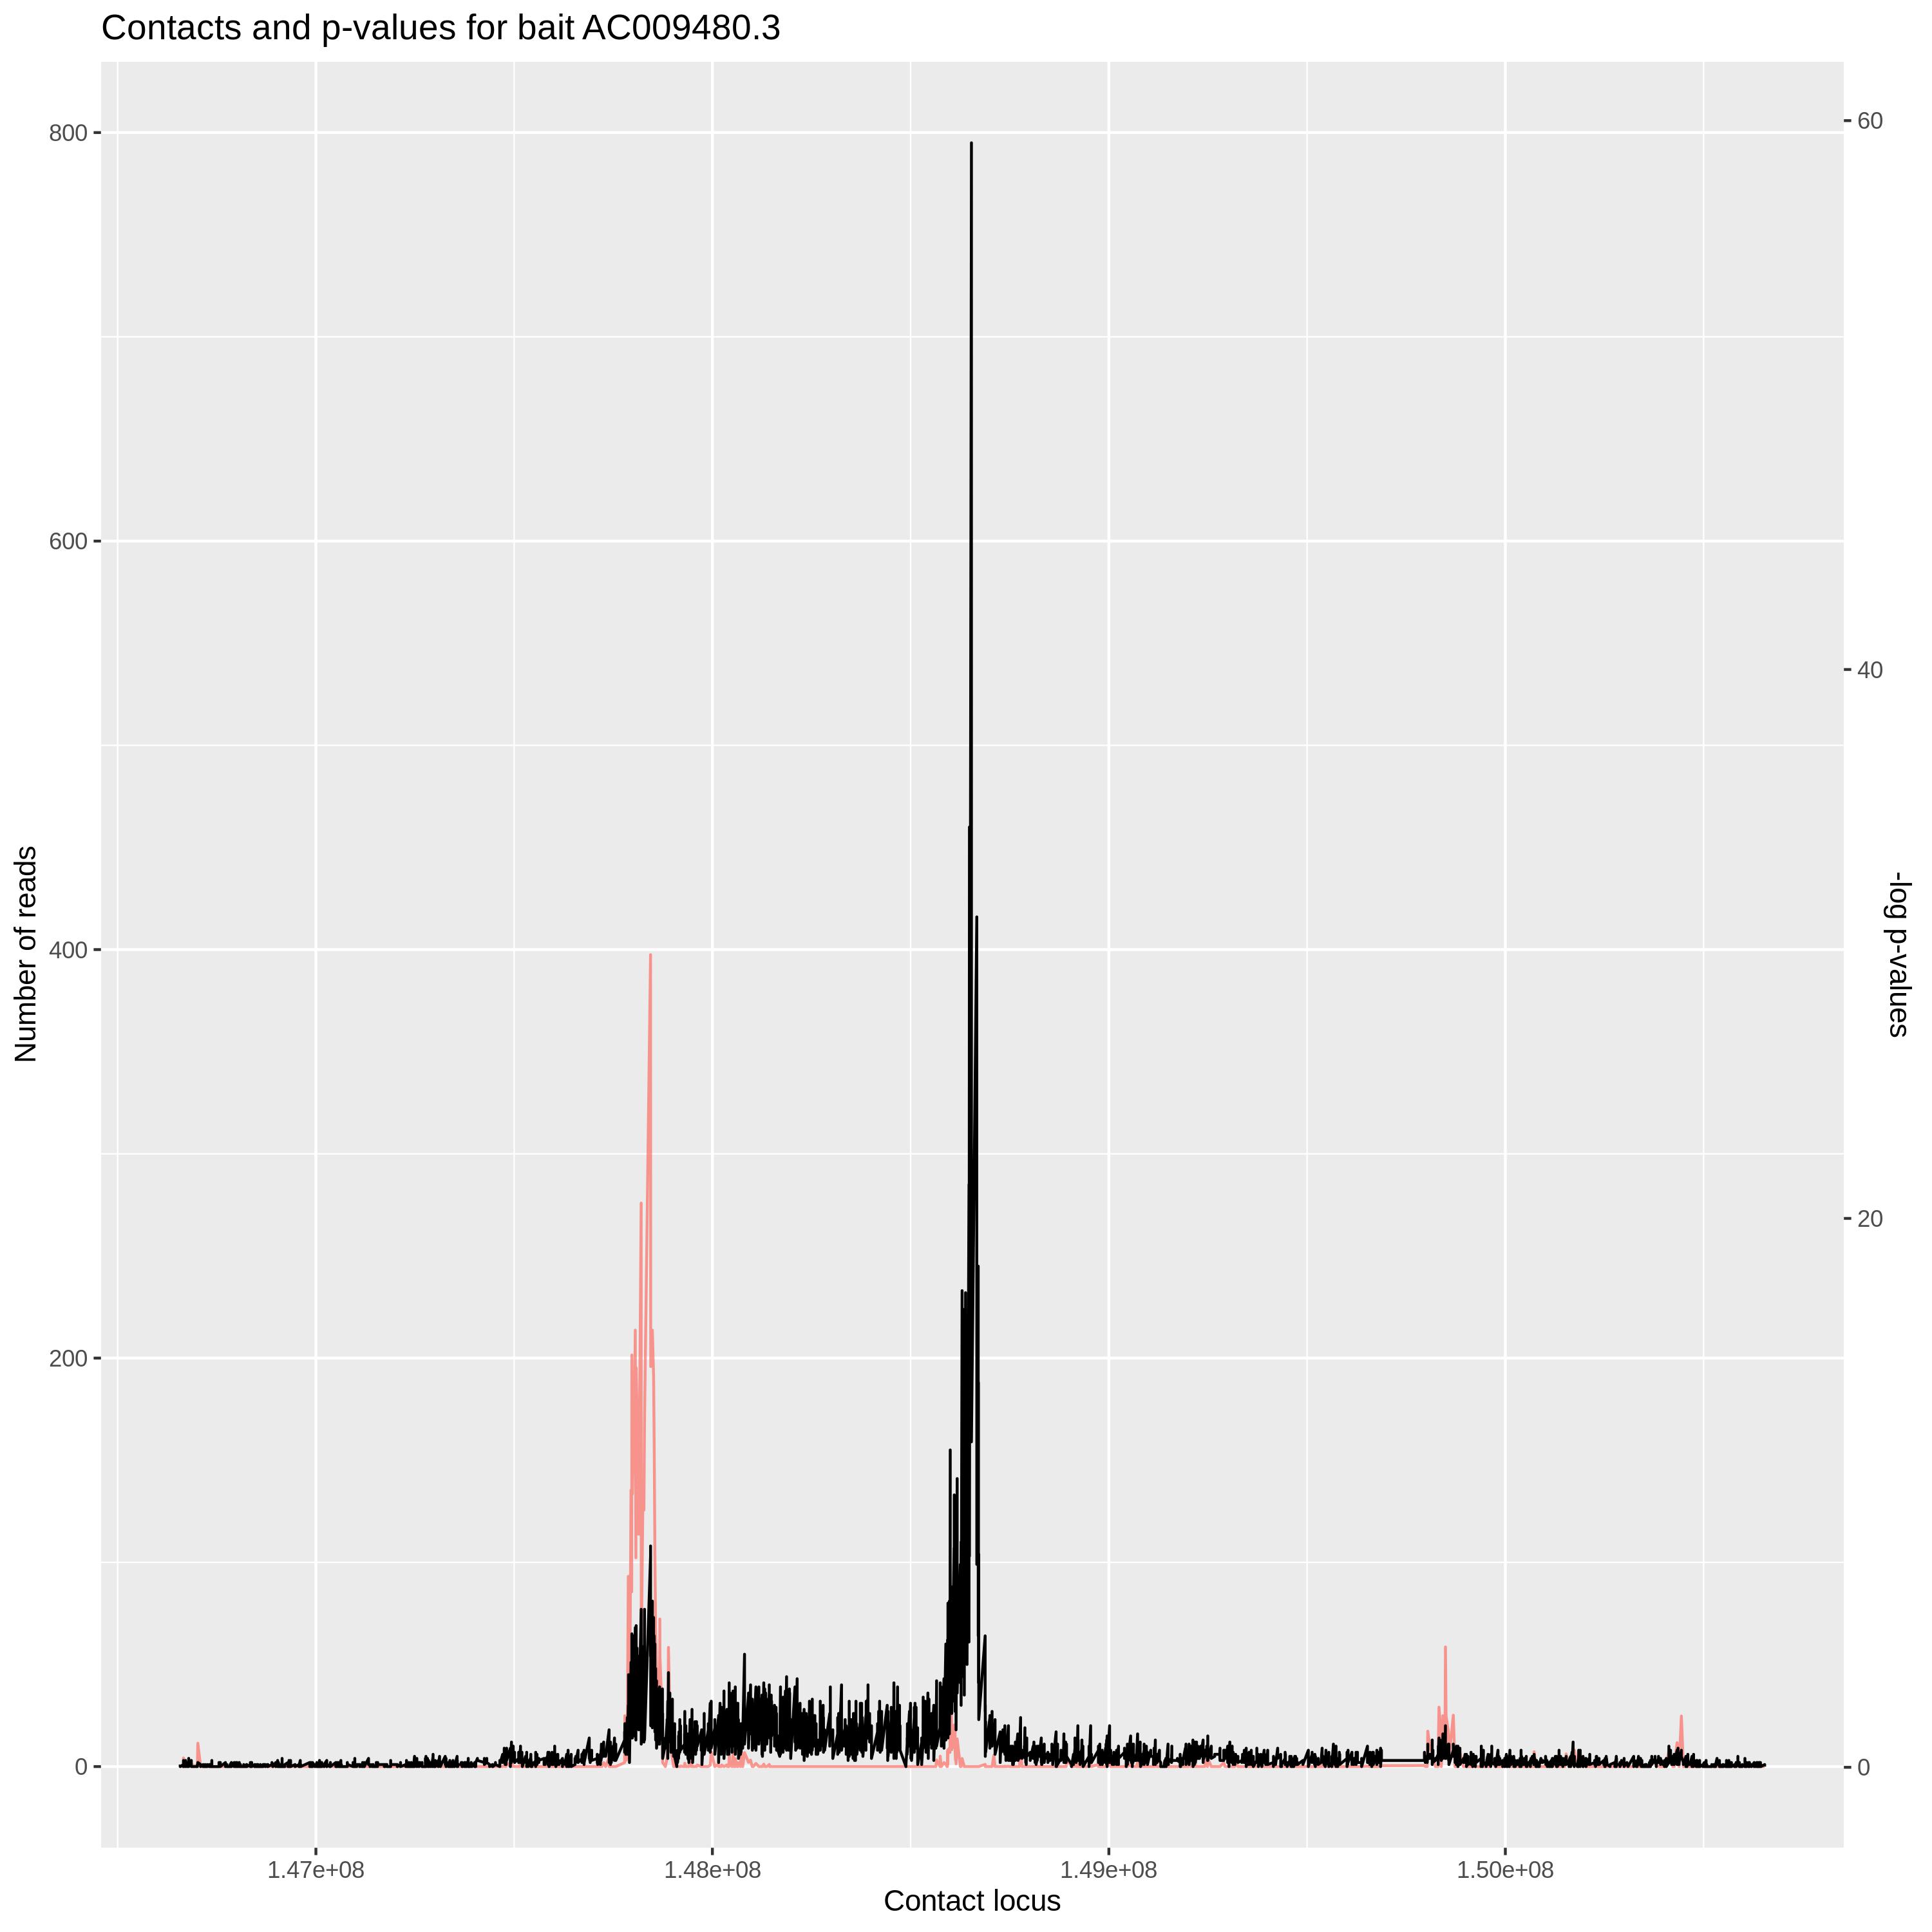 Contacts and p-values for bait AC009480.3
800
600
400
200
0
60
40
20
0
Number of reads
-log p-values
1.47e+08
1.48e+08
1.49e+08
1.50e+08
Contact locus